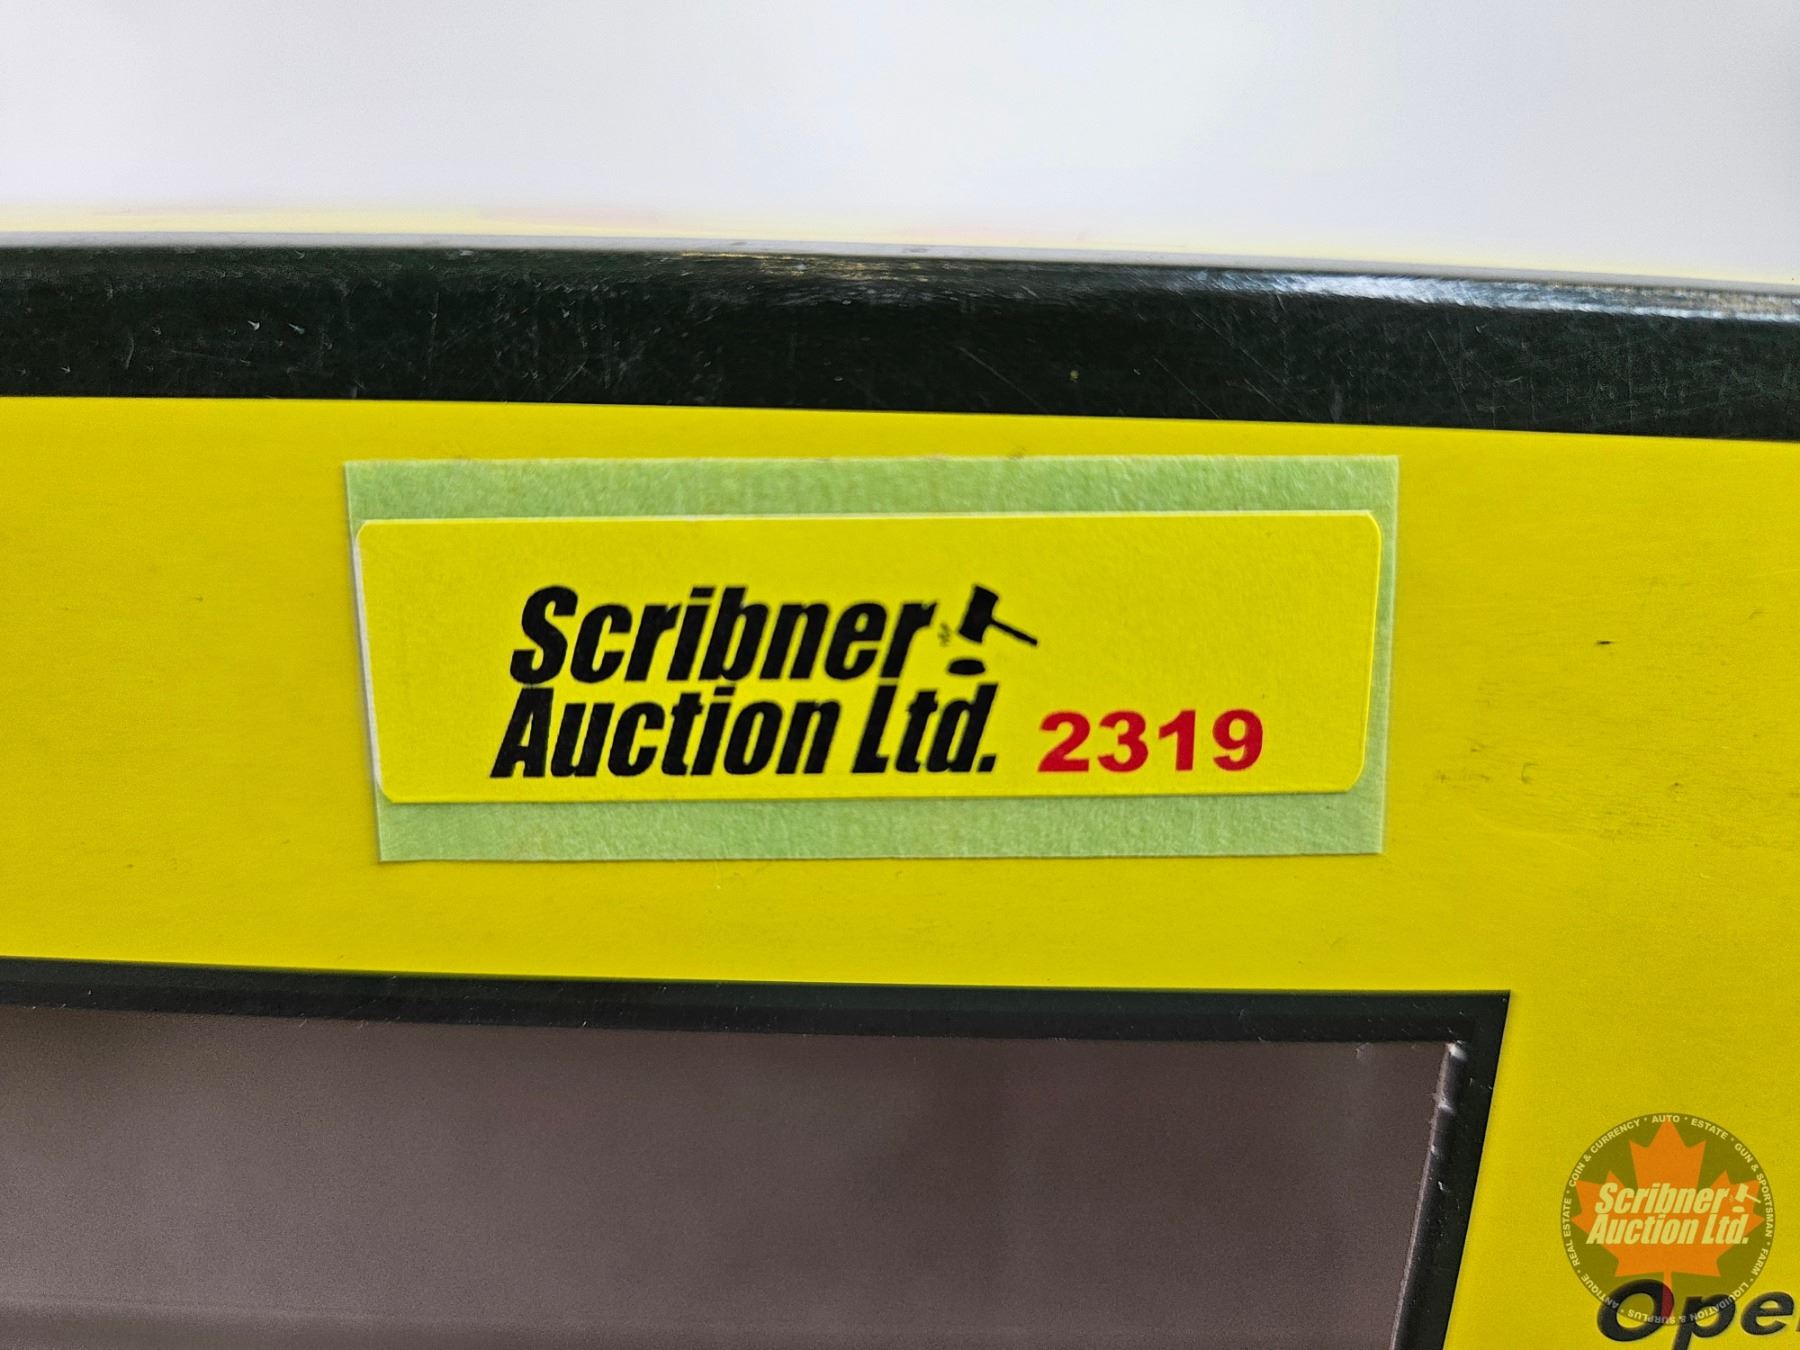 Scribner
Auction Ltd. 2319
COIN & CURRENCY • AUTO • ESTATE • GUN & SPORTSMAN • FARM • LIQUIDATION & SURPLUS • ANTIQUE • REAL ESTATE •
Scribner
Auction Ltd.